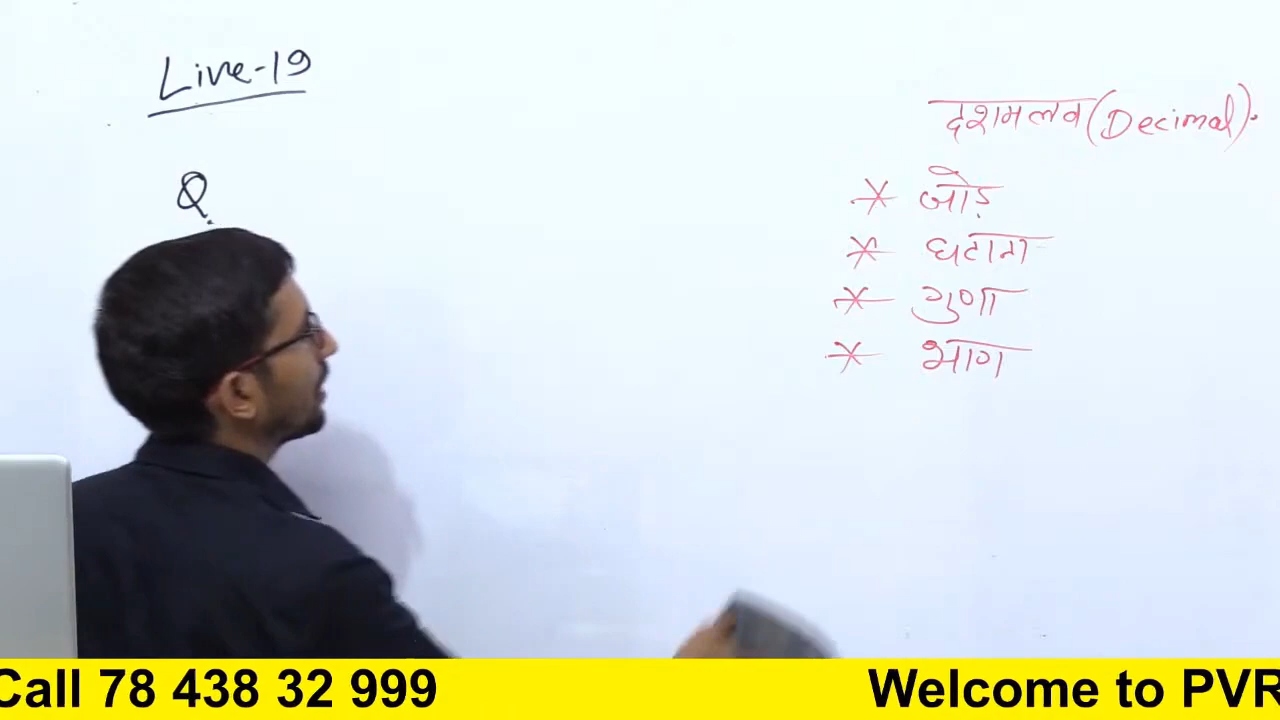 Live-19
Q.
दशमलव (Decimal).
* जोड़
* घटाना
* गुणा
* भाग
Call 78 438 32 999
Welcome to PVR